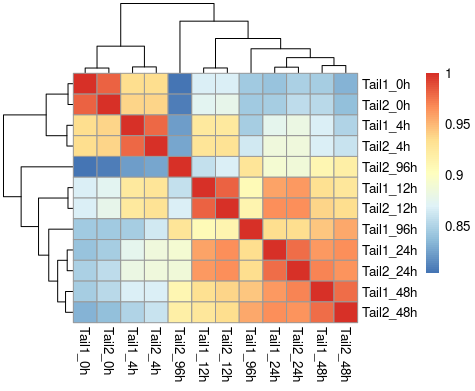 1
0.95
0.9
0.85
Tail1_0h
Tail2_0h
Tail1_4h
Tail2_4h
Tail2_96h
Tail1_12h
Tail2_12h
Tail1_96h
Tail1_24h
Tail2_24h
Tail1_48h
Tail2_48h
Tail1_0h
Tail2_0h
Tail1_4h
Tail2_4h
Tail2_96h
Tail1_12h
Tail2_12h
Tail1_96h
Tail1_24h
Tail2_24h
Tail1_48h
Tail2_48h